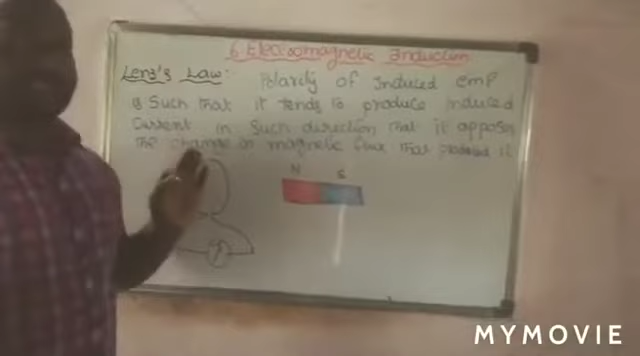 6 Electromagnetic Induction
Lenz's Law: Polarity of Induced emf
is Such that it tends to produce Induced
Current in Such direction that it opposes
the change in magnetic flux that produced it
N S
MYMOVIE